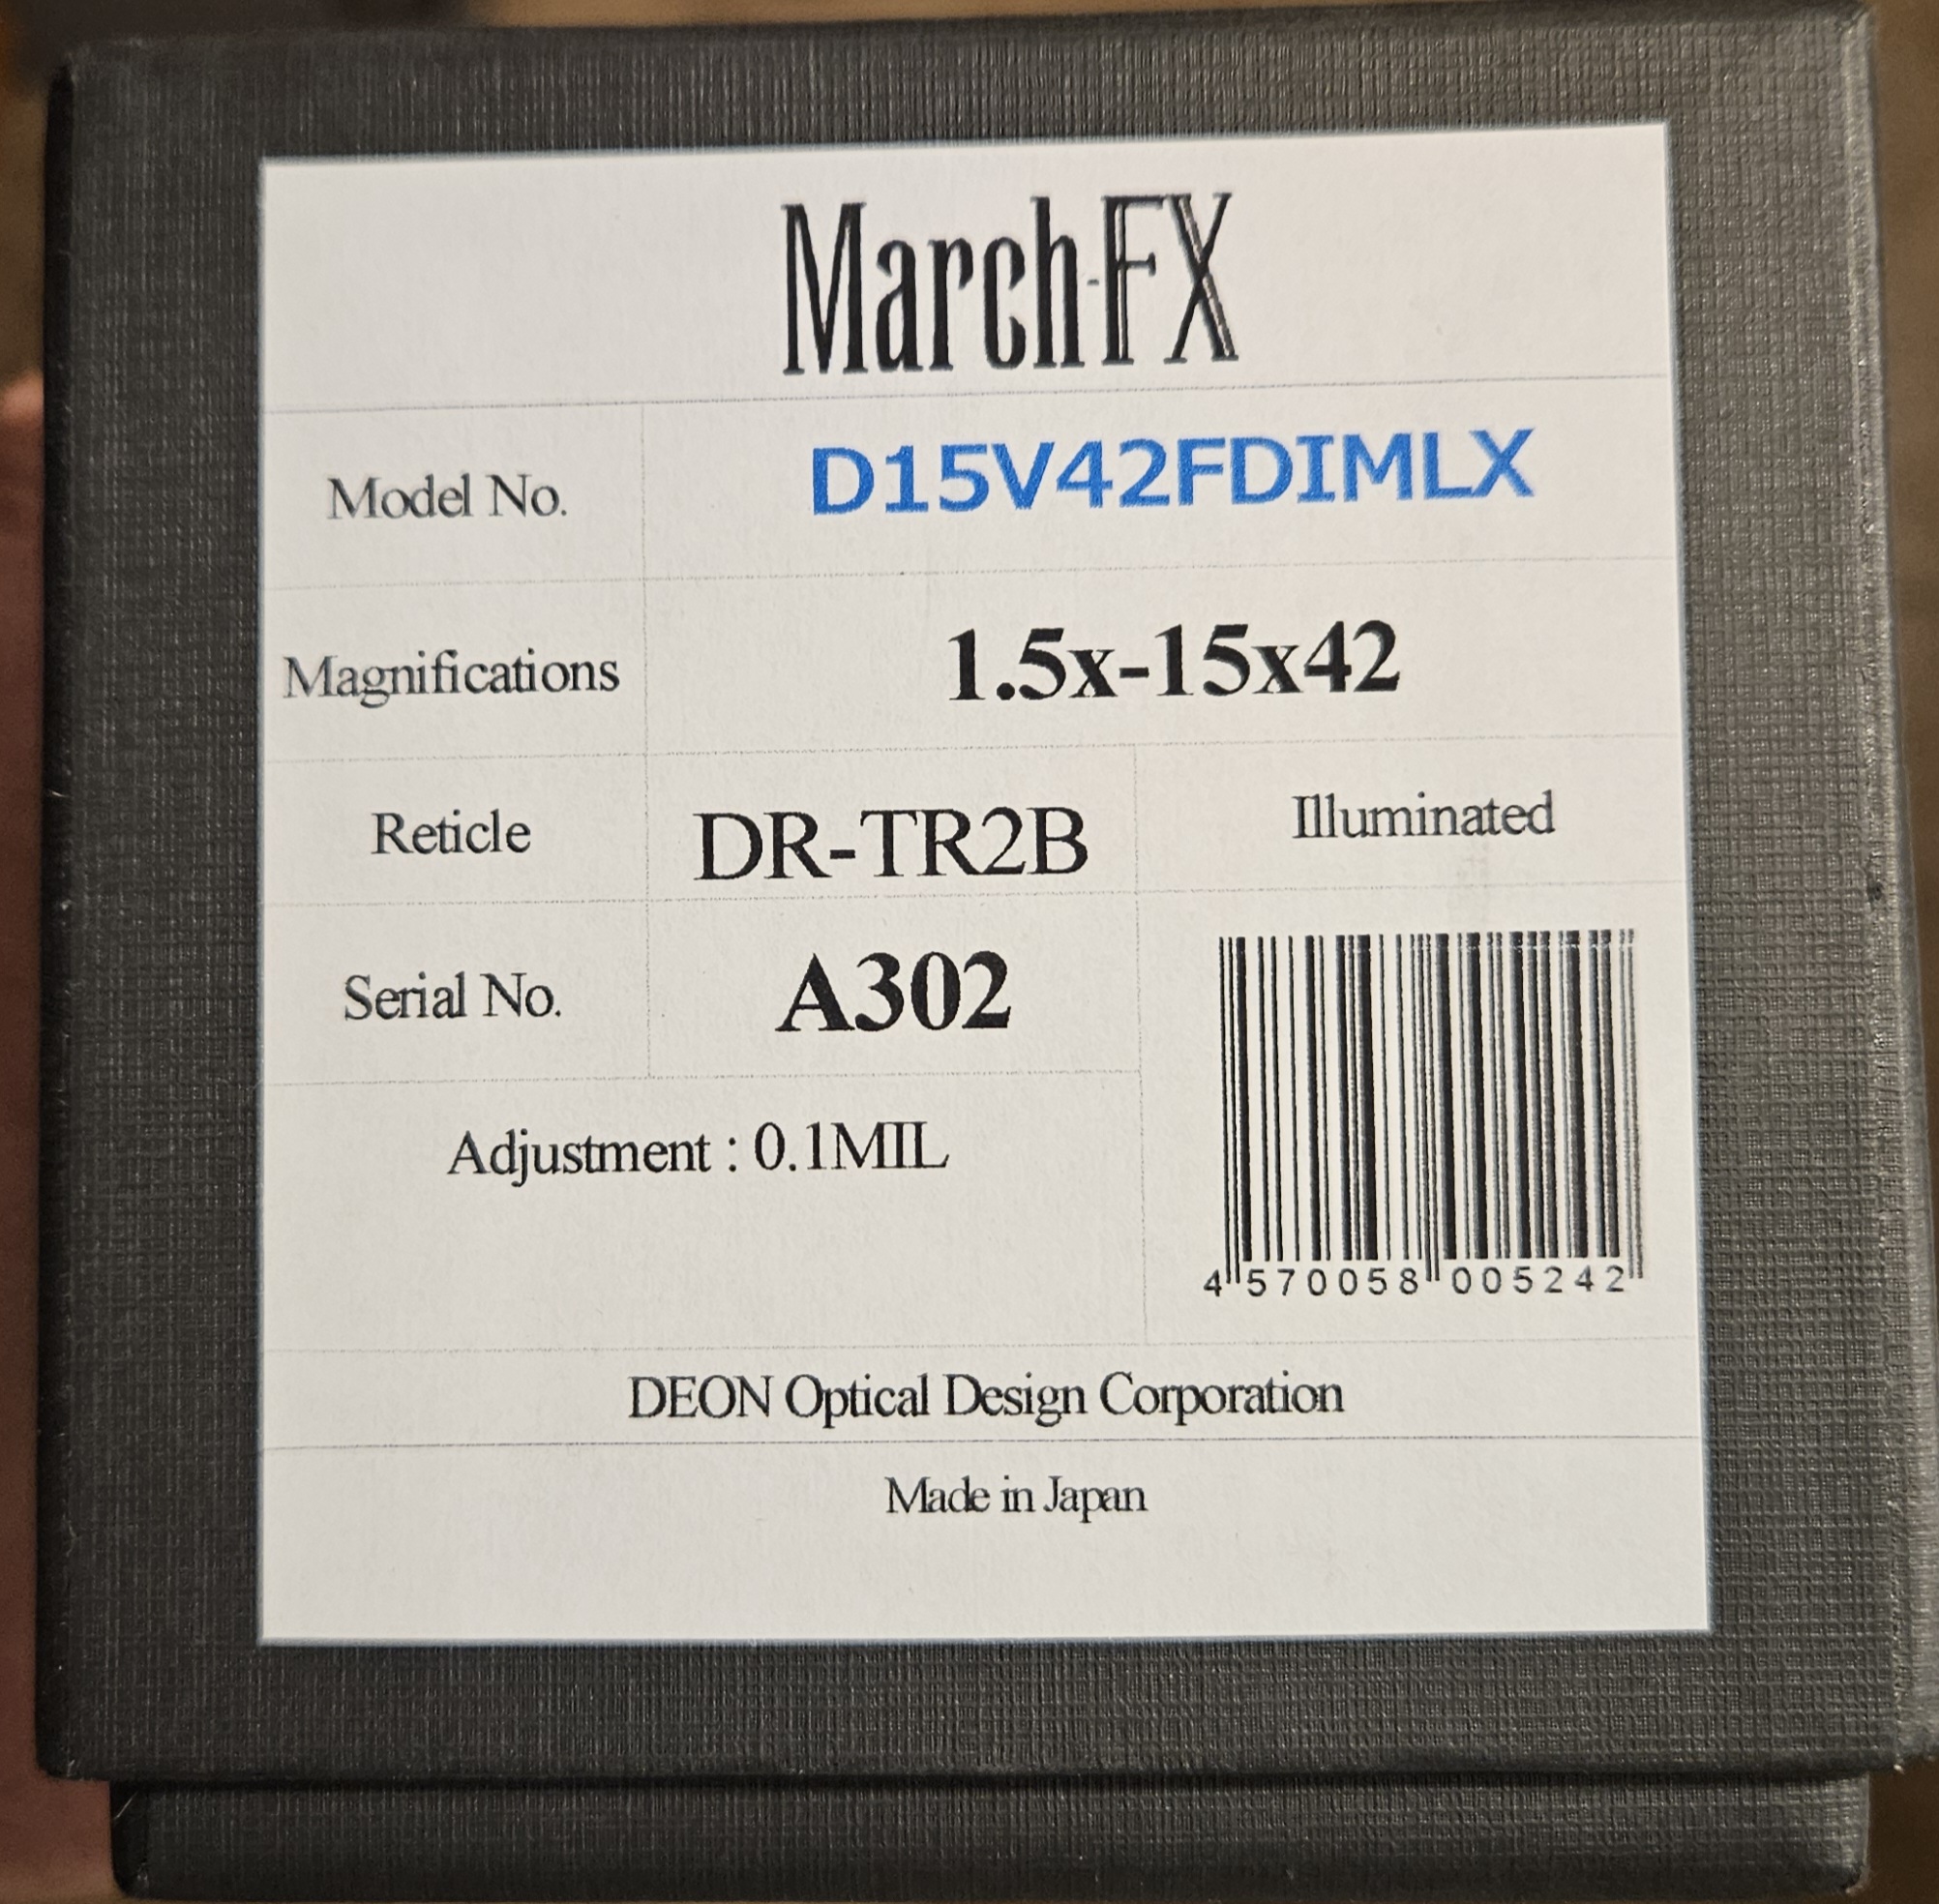 March-FX
Model No. D15V42FDIMLX
Magnifications 1.5x-15x42
Reticle DR-TR2B Illuminated
Serial No. A302
Adjustment : 0.1MIL
4 570058 005242
DEON Optical Design Corporation
Made in Japan